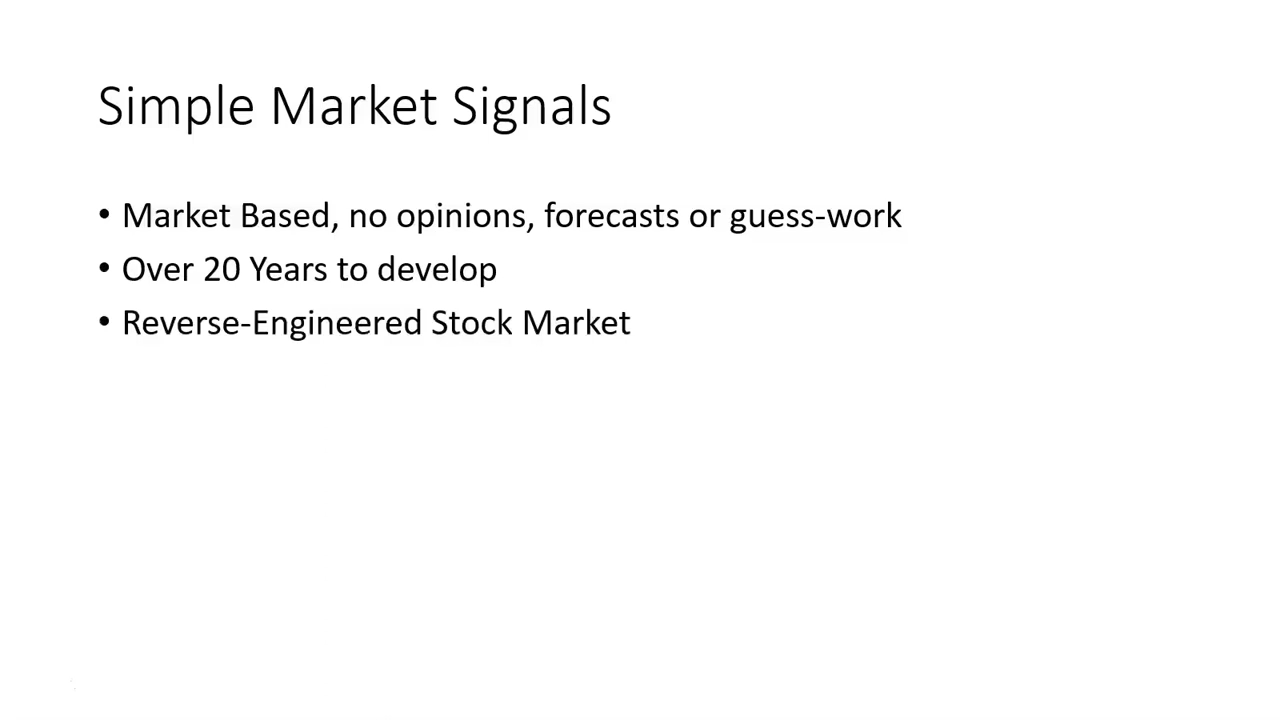 Simple Market Signals
• Market Based, no opinions, forecasts or guess-work
• Over 20 Years to develop
• Reverse-Engineered Stock Market